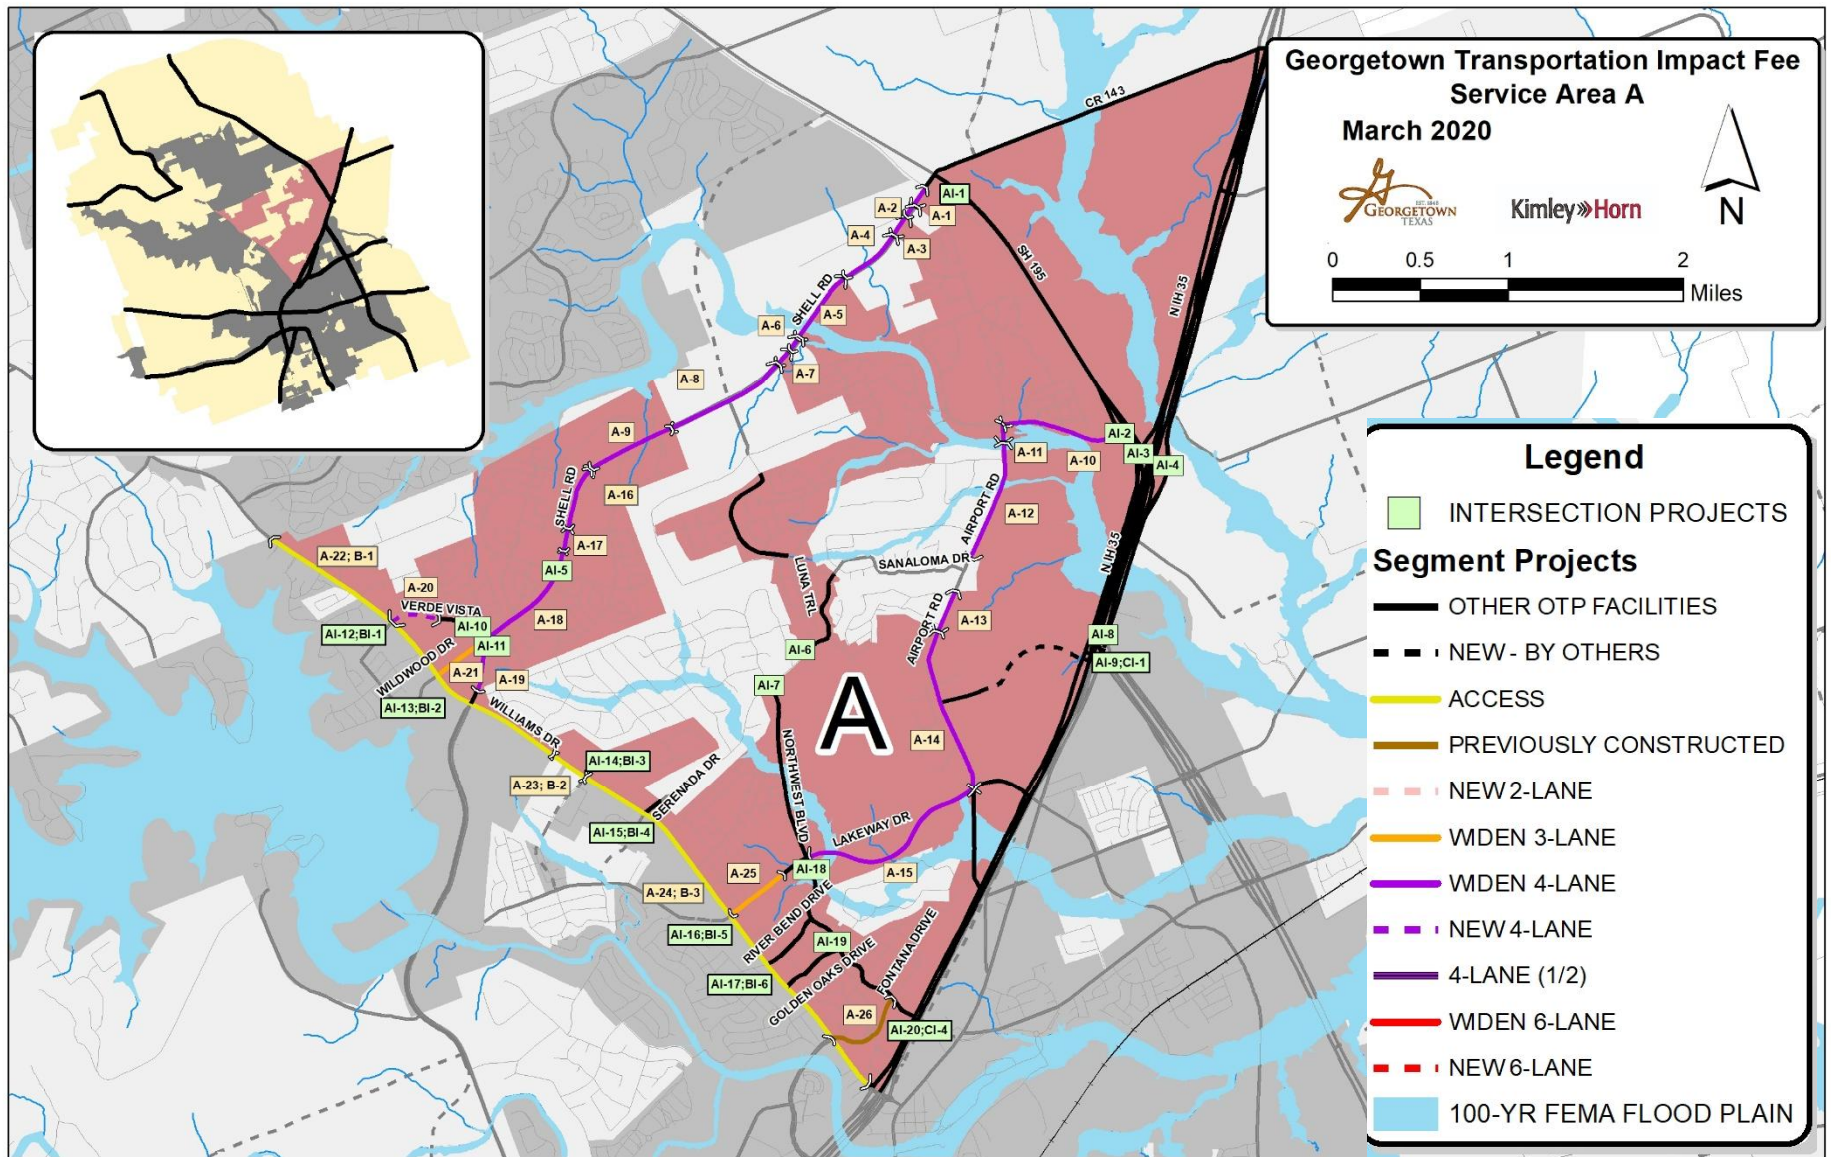 Georgetown Transportation Impact Fee
Service Area A
March 2020
GEORGETOWN
EST. 1848
TEXAS
Kimley»Horn
N
0 0.5 1 2
Miles
Legend
INTERSECTION PROJECTS
Segment Projects
OTHER OTP FACILITIES
NEW - BY OTHERS
ACCESS
PREVIOUSLY CONSTRUCTED
NEW 2-LANE
WIDEN 3-LANE
WIDEN 4-LANE
NEW 4-LANE
4-LANE (1/2)
WIDEN 6-LANE
NEW 6-LANE
100-YR FEMA FLOOD PLAIN
CR 143
AI-1
A-2
A-1
A-4
A-3
SH 195
N IH 35
SHELL RD
A-5
A-6
A-7
A-8
A-9
AI-2
A-11
A-10
AI-3
AI-4
SHELL RD
A-16
AIRPORT RD
A-12
A-17
AI-5
SANALOMA DR
N IH 35
A-22; B-1
LUNA TRL
A-20
VERDE VISTA
AI-10
A-18
AIRPORT RD
A-13
AI-12;BI-1
AI-11
AI-6
AI-8
AI-9;CI-1
WILDWOOD DR
A-21
A-19
AI-7
AI-13;BI-2
WILLIAMS DR
A
A-14
NORTHWEST BLVD
AI-14;BI-3
A-23; B-2
SERENADA DR
AI-15;BI-4
LAKEWAY DR
A-25
AI-18
A-15
A-24; B-3
AI-16;BI-5
RIVER BEND DRIVE
AI-19
FONTANA DRIVE
AI-17;BI-6
GOLDEN OAKS DRIVE
A-26
AI-20;CI-4